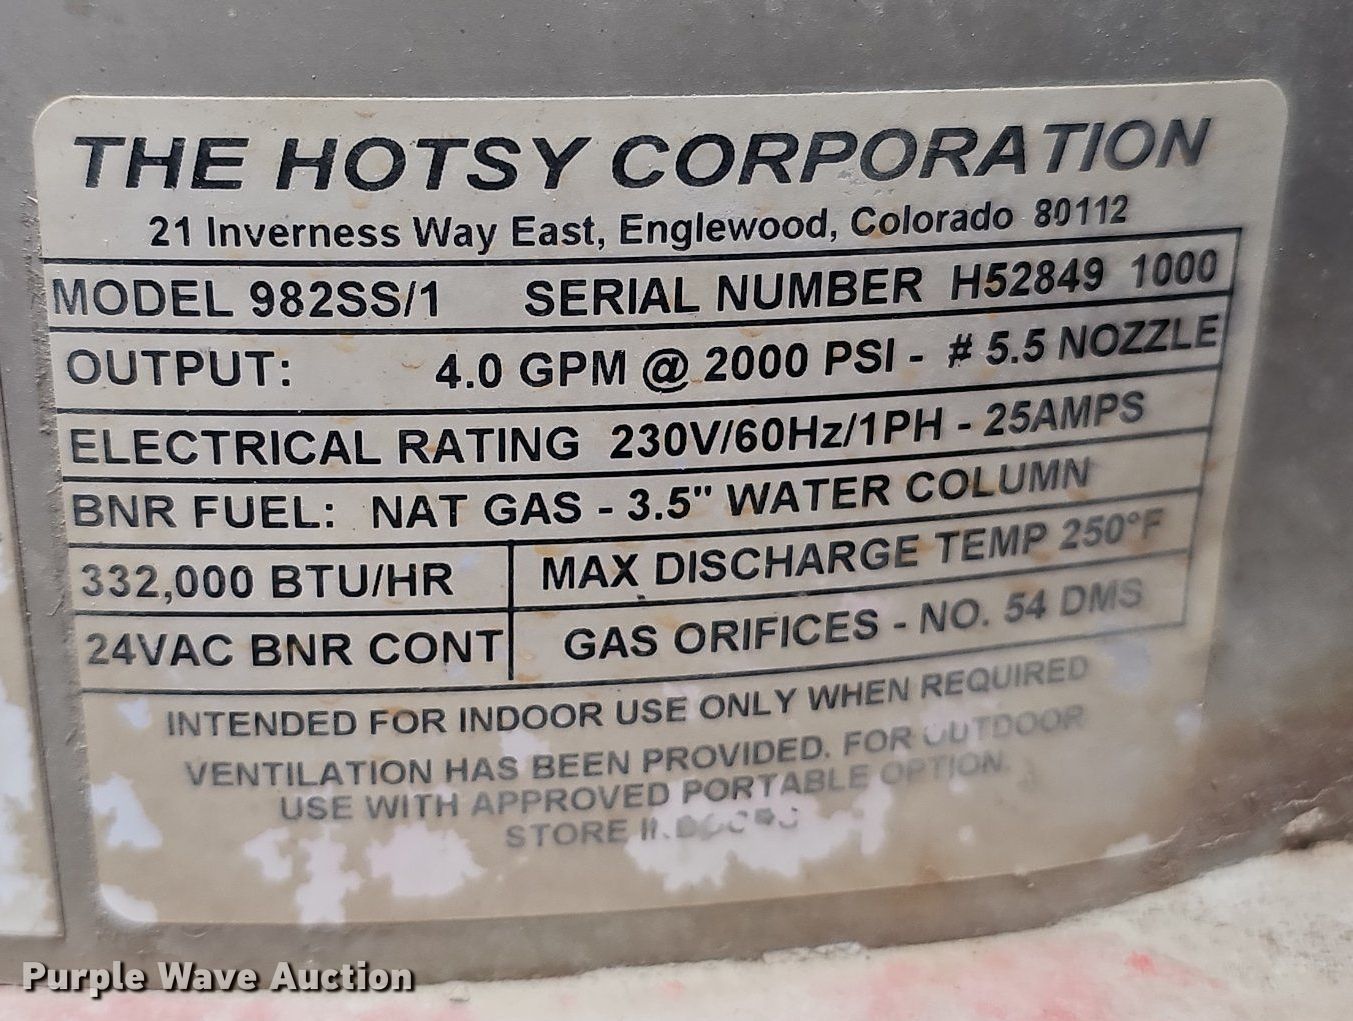 THE HOTSY CORPORATION
21 Inverness Way East, Englewood, Colorado 80112
MODEL 982SS/1 SERIAL NUMBER H52849 1000
OUTPUT: 4.0 GPM @ 2000 PSI - # 5.5 NOZZLE
ELECTRICAL RATING 230V/60Hz/1PH - 25AMPS
BNR FUEL: NAT GAS - 3.5" WATER COLUMN
332,000 BTU/HR MAX DISCHARGE TEMP 250°F
24VAC BNR CONT GAS ORIFICES - NO. 54 DMS
INTENDED FOR INDOOR USE ONLY WHEN REQUIRED
VENTILATION HAS BEEN PROVIDED. FOR OUTDOOR
USE WITH APPROVED PORTABLE OPTION.
STORE
Purple Wave Auction